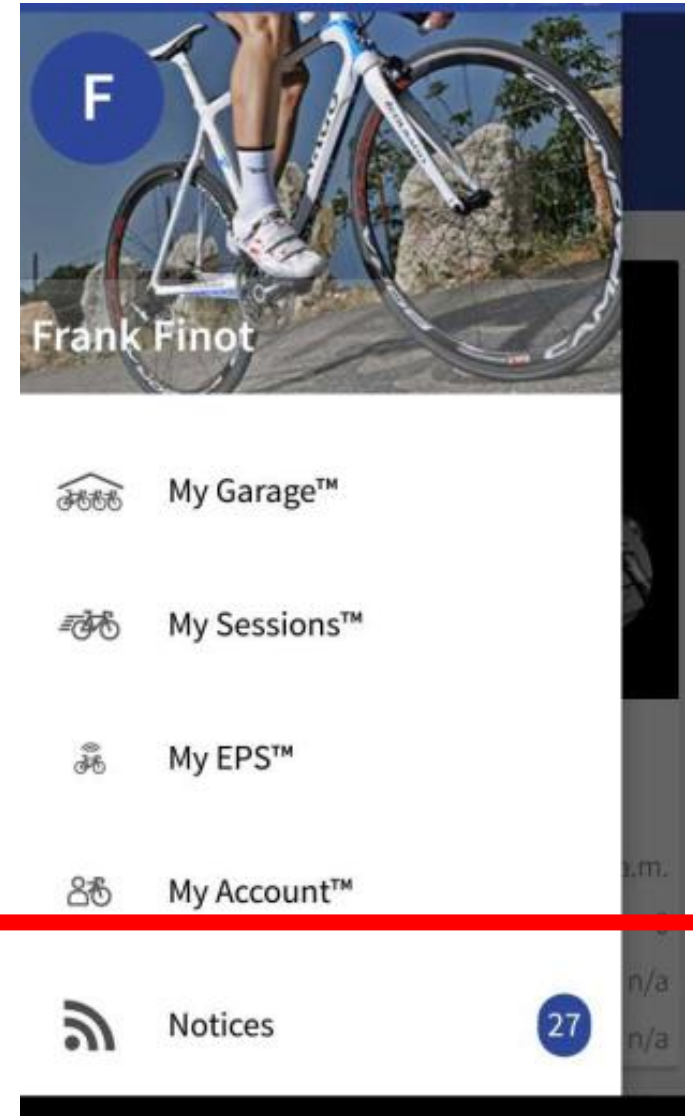 F
Frank Finot
My Garage™
My Sessions™
My EPS™
My Account™
Notices
27
n/a
n/a